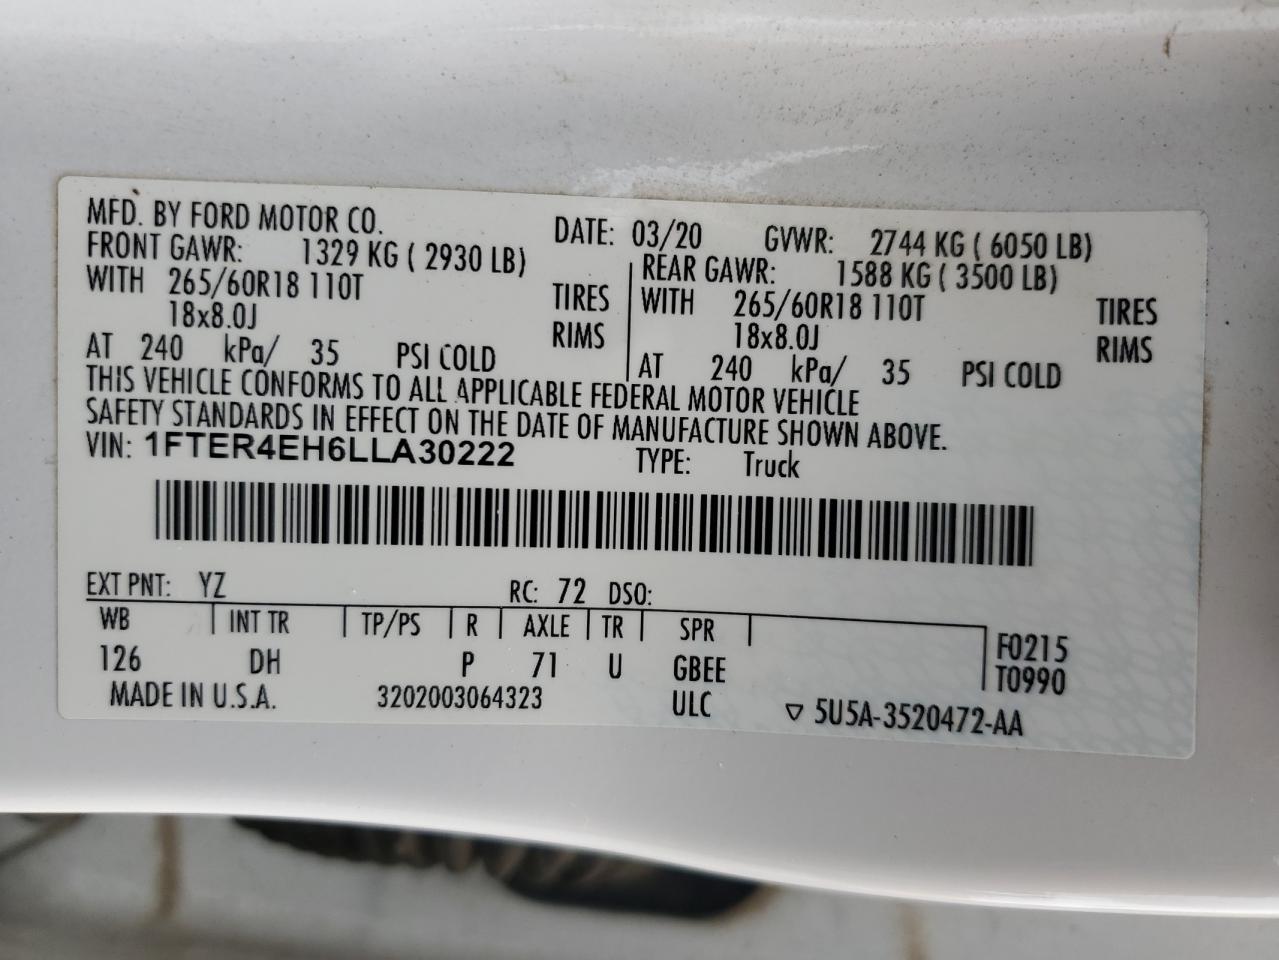 MFD. BY FORD MOTOR CO. DATE: 03/20 GVWR: 2744 KG ( 6050 LB)
FRONT GAWR: 1329 KG ( 2930 LB) REAR GAWR: 1588 KG ( 3500 LB)
WITH 265/60R18 110T TIRES WITH 265/60R18 110T TIRES
18x8.0J RIMS 18x8.0J RIMS
AT 240 kPa/ 35 PSI COLD AT 240 kPa/ 35 PSI COLD
THIS VEHICLE CONFORMS TO ALL APPLICABLE FEDERAL MOTOR VEHICLE
SAFETY STANDARDS IN EFFECT ON THE DATE OF MANUFACTURE SHOWN ABOVE.
VIN: 1FTER4EH6LLA30222 TYPE: Truck
EXT PNT: YZ RC: 72 DSO:
WB INT TR TP/PS R AXLE TR SPR F0215
126 DH P 71 U GBEE T0990
MADE IN U.S.A. 3202003064323 ULC ▽ 5U5A-3520472-AA